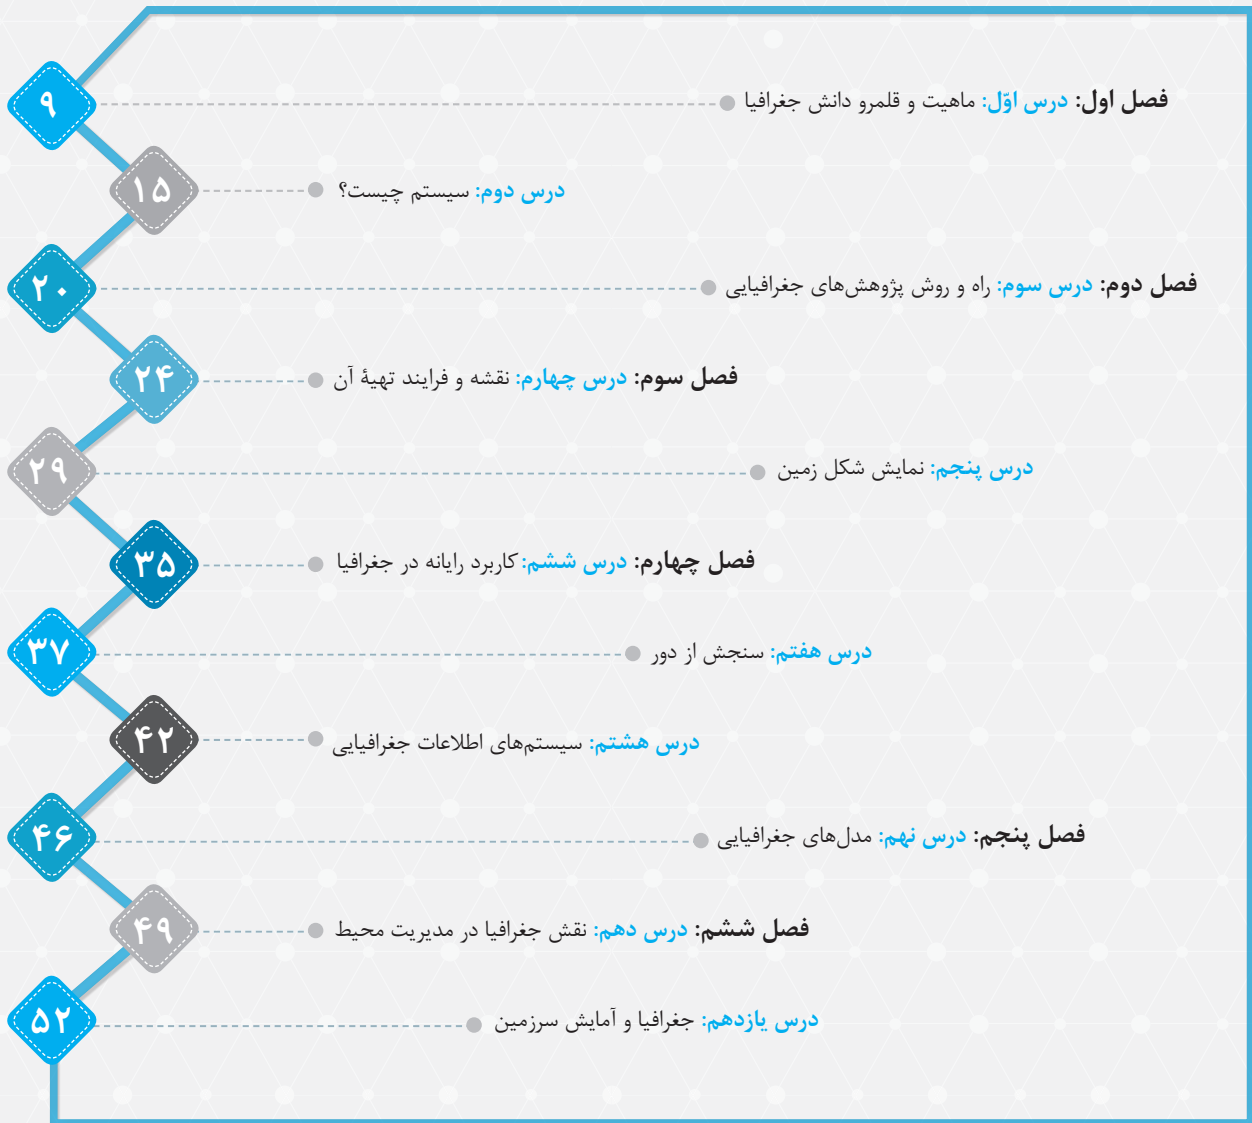 فصل اول: درس اوّل: ماهیت و قلمرو دانش جغرافیا ۹
درس دوم: سیستم چیست؟ ۱۵
فصل دوم: درس سوم: راه و روش پژوهش‌های جغرافیایی ۲۰
فصل سوم: درس چهارم: نقشه و فرایند تهیهٔ آن ۲۴
درس پنجم: نمایش شکل زمین ۲۹
فصل چهارم: درس ششم: کاربرد رایانه در جغرافیا ۳۵
درس هفتم: سنجش از دور ۳۷
درس هشتم: سیستم‌های اطلاعات جغرافیایی ۴۲
فصل پنجم: درس نهم: مدل‌های جغرافیایی ۴۶
فصل ششم: درس دهم: نقش جغرافیا در مدیریت محیط ۴۹
درس یازدهم: جغرافیا و آمایش سرزمین ۵۲